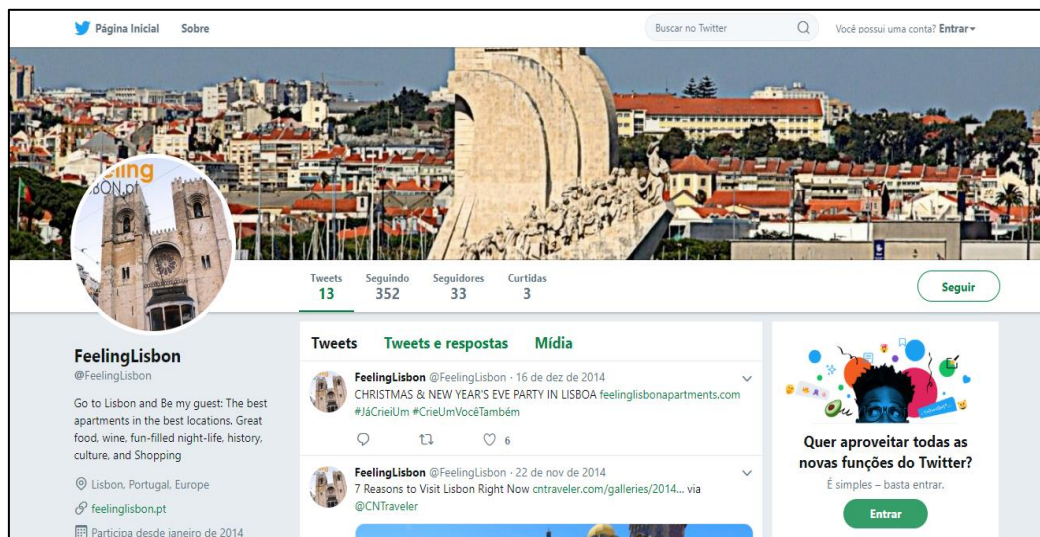 Página Inicial Sobre
Buscar no Twitter
Você possui uma conta? Entrar
eling
SBON.pt
Tweets Seguindo Seguidores Curtidas
13 352 33 3
Seguir
FeelingLisbon
@FeelingLisbon
Go to Lisbon and Be my guest: The best
apartments in the best locations. Great
food, wine, fun-filled night-life, history,
culture, and Shopping
Lisbon, Portugal, Europe
feelinglisbon.pt
Participa desde janeiro de 2014
Tweets Tweets e respostas Mídia
FeelingLisbon @FeelingLisbon · 16 de dez de 2014
CHRISTMAS & NEW YEAR'S EVE PARTY IN LISBOA feelinglisbonapartments.com
#JáCrieiUm #CrieUmVocêTambém
6
FeelingLisbon @FeelingLisbon · 22 de nov de 2014
7 Reasons to Visit Lisbon Right Now cntraveler.com/galleries/2014... via
@CNTraveler
Quer aproveitar todas as
novas funções do Twitter?
É simples – basta entrar.
Entrar